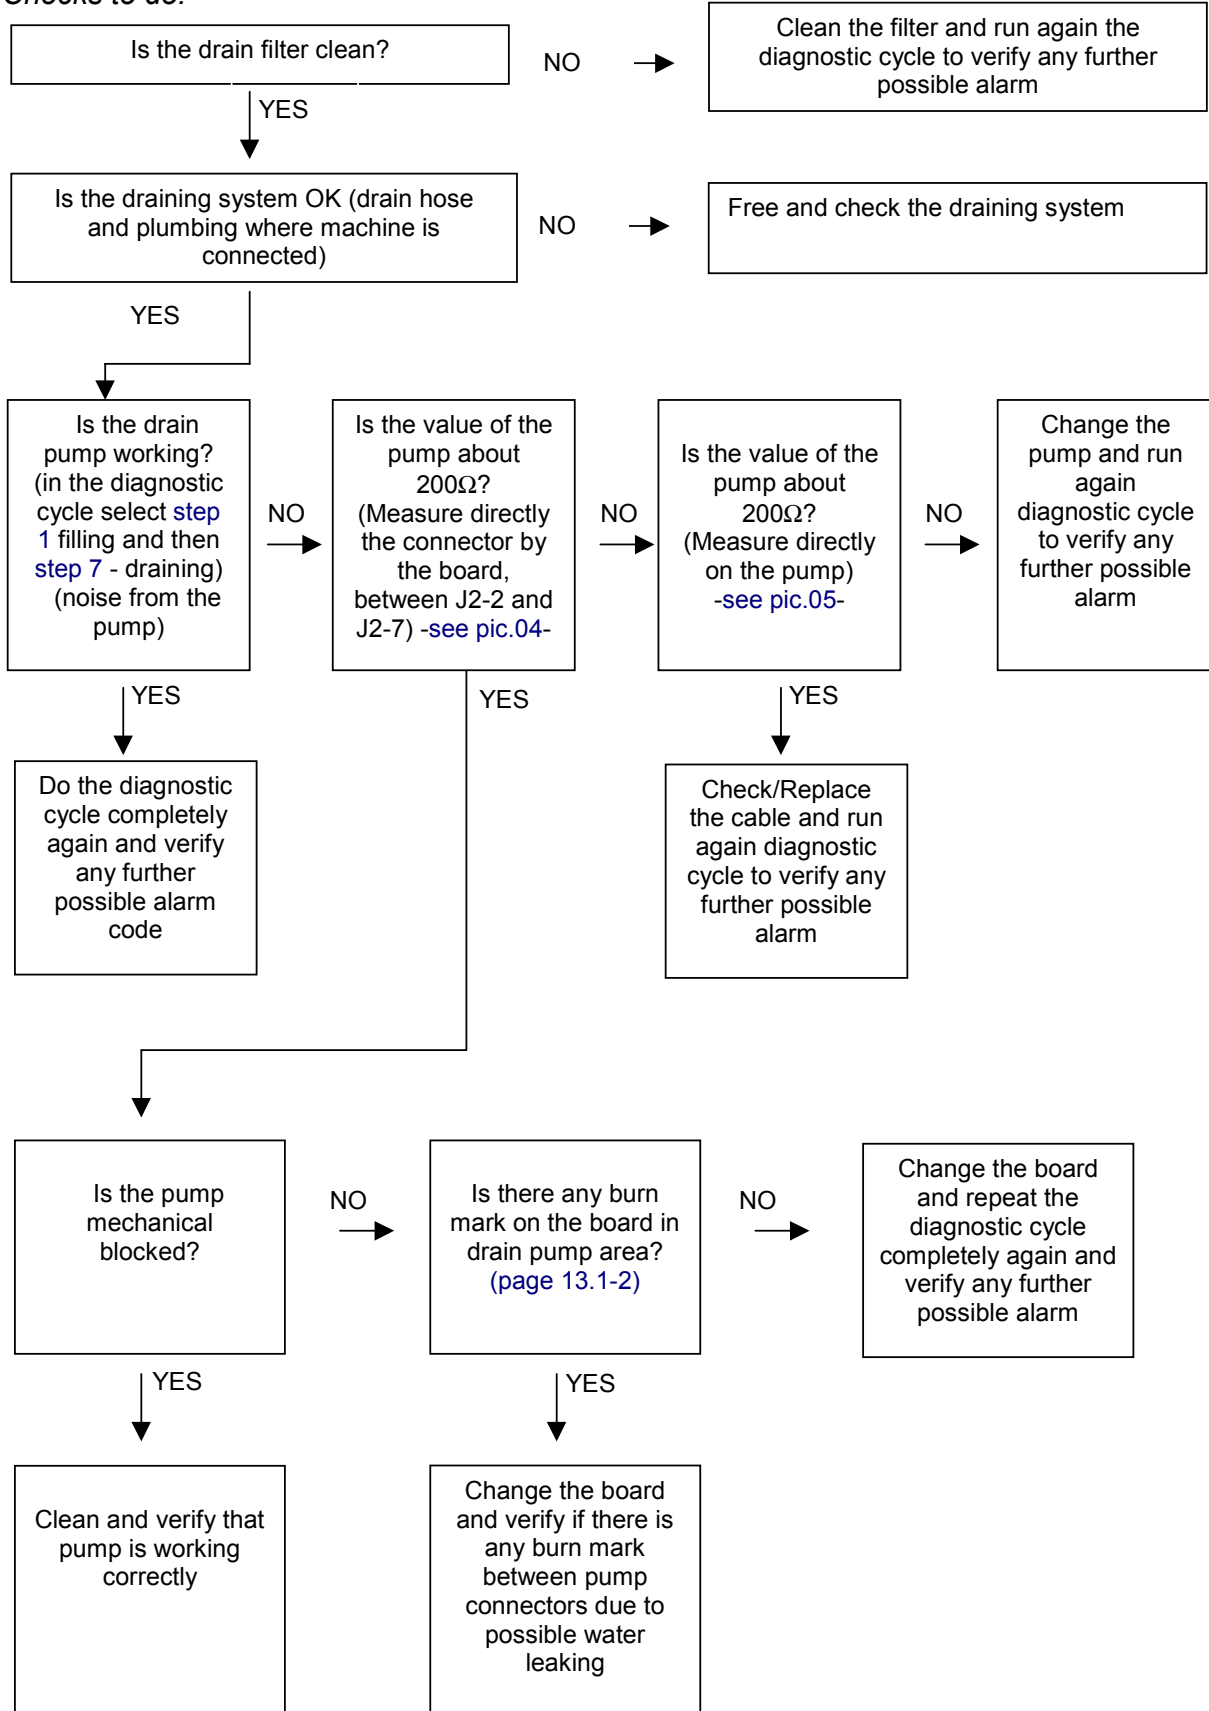 Checks to do:
Is the drain filter clean?
NO
Clean the filter and run again the
diagnostic cycle to verify any further
possible alarm
YES
Is the draining system OK (drain hose
and plumbing where machine is
connected)
NO
Free and check the draining system
YES
Is the drain
pump working?
(in the diagnostic
cycle select step
1 filling and then
step 7 - draining)
(noise from the
pump)
NO
Is the value of the
pump about
200Ω?
(Measure directly
the connector by
the board,
between J2-2 and
J2-7) -see pic.04-
NO
Is the value of the
pump about
200Ω?
(Measure directly
on the pump)
-see pic.05-
NO
Change the
pump and run
again
diagnostic cycle
to verify any
further possible
alarm
YES
YES
YES
Do the diagnostic
cycle completely
again and verify
any further
possible alarm
code
Check/Replace
the cable and run
again diagnostic
cycle to verify any
further possible
alarm
Is the pump
mechanical
blocked?
NO
Is there any burn
mark on the board in
drain pump area?
(page 13.1-2)
NO
Change the board
and repeat the
diagnostic cycle
completely again and
verify any further
possible alarm
YES
YES
Clean and verify that
pump is working
correctly
Change the board
and verify if there is
any burn mark
between pump
connectors due to
possible water
leaking